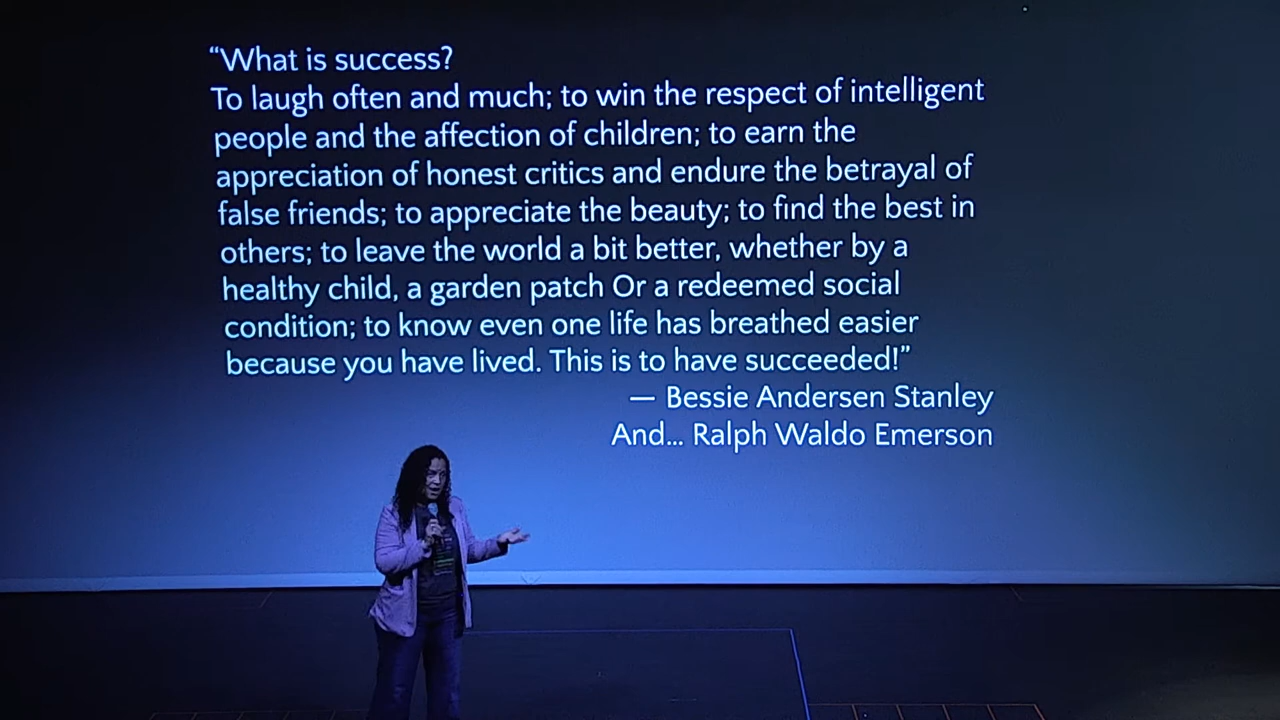 “What is success?
To laugh often and much; to win the respect of intelligent
people and the affection of children; to earn the
appreciation of honest critics and endure the betrayal of
false friends; to appreciate the beauty; to find the best in
others; to leave the world a bit better, whether by a
healthy child, a garden patch Or a redeemed social
condition; to know even one life has breathed easier
because you have lived. This is to have succeeded!”
— Bessie Andersen Stanley
And... Ralph Waldo Emerson